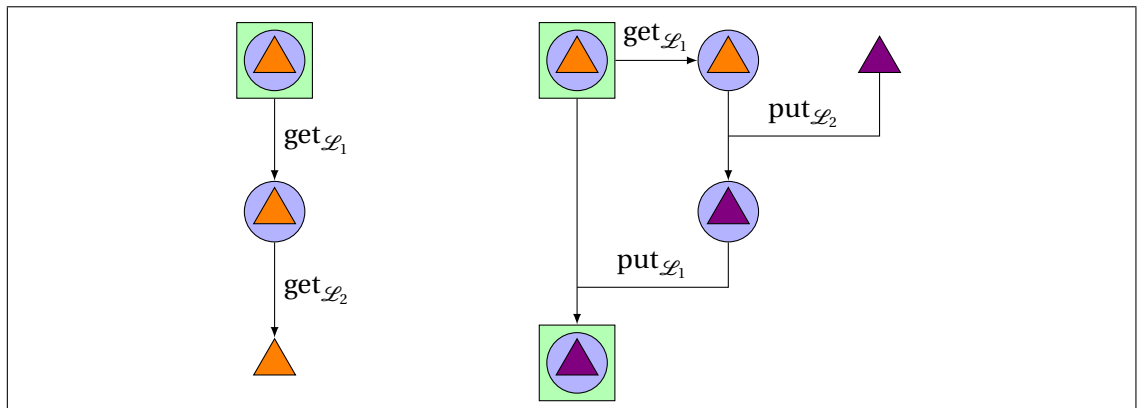 get_ℒ₁
get_ℒ₂
get_ℒ₁
put_ℒ₂
put_ℒ₁